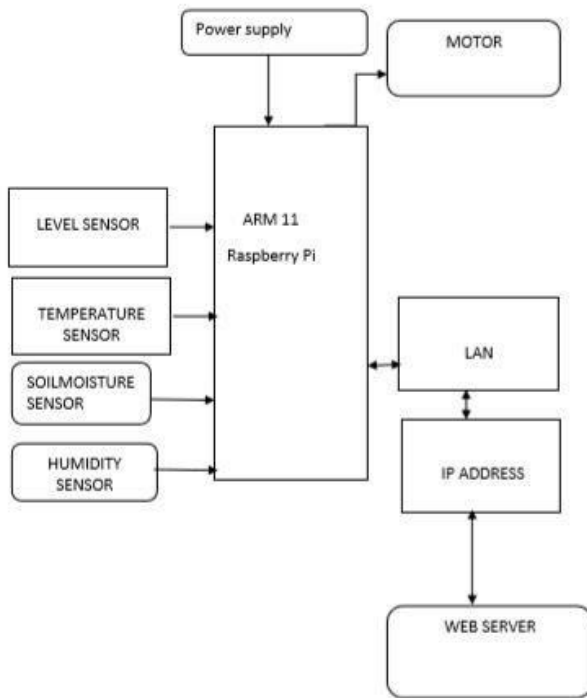 Power supply
MOTOR
LEVEL SENSOR
ARM 11
Raspberry Pi
TEMPERATURE
SENSOR
LAN
SOILMOISTURE
SENSOR
HUMIDITY
SENSOR
IP ADDRESS
WEB SERVER